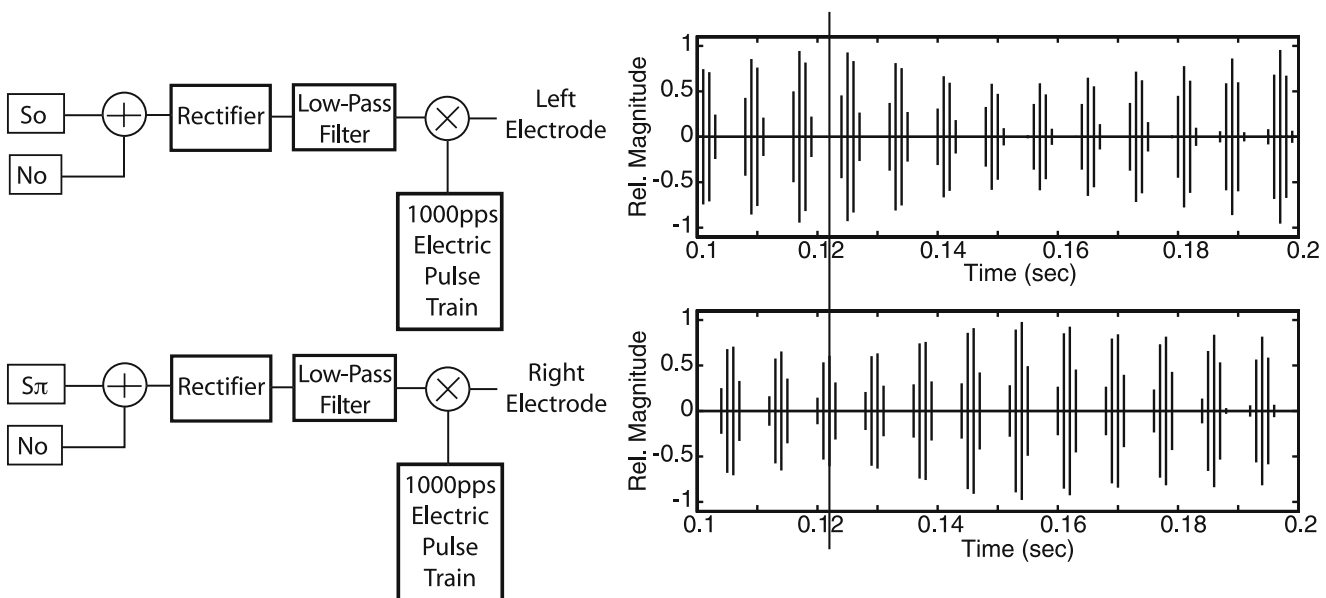 So
No
+
Rectifier
Low-Pass
Filter
×
Left
Electrode
1000pps
Electric
Pulse
Train
Sπ
No
+
Rectifier
Low-Pass
Filter
×
Right
Electrode
1000pps
Electric
Pulse
Train
Rel. Magnitude
1
0.5
0
-0.5
-1
0.1 0.12 0.14 0.16 0.18 0.2
Time (sec)
Rel. Magnitude
1
0.5
0
-0.5
-1
0.1 0.12 0.14 0.16 0.18 0.2
Time (sec)